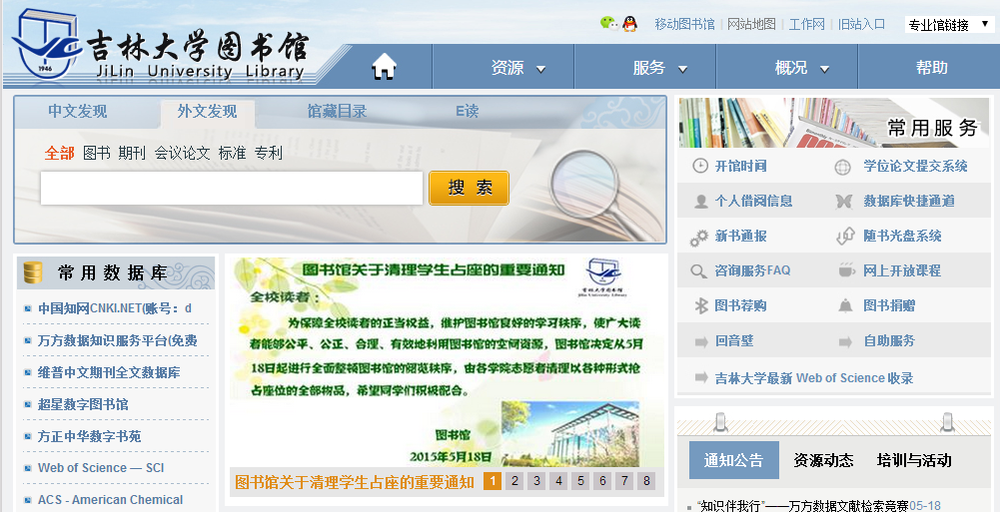 移动图书馆 | 网站地图 | 工作网 | 旧站入口 专业馆链接
吉林大学图书馆
JiLin University Library
1946
资源 服务 概况 帮助
中文发现 外文发现 馆藏目录 E读
全部 图书 期刊 会议论文 标准 专利
搜 索
常用数据库
中国知网CNKI.NET(账号：d
万方数据知识服务平台(免费
维普中文期刊全文数据库
超星数字图书馆
方正中华数字书苑
Web of Science — SCI
ACS - American Chemical
图书馆关于清理学生占座的重要通知
全校读者：
为保障全校读者的正当权益，维护图书馆良好的学习秩序，使广大读
者能够公平、公正、合理、有效地利用图书馆的空间资源，图书馆决定从5月
18日起进行全面整顿图书馆的阅览秩序，由各学院志愿者清理以各种形式抢
占座位的全部物品，希望同学们积极配合。
图书馆
2015年5月18日
图书馆关于清理学生占座的重要通知 1 2 3 4 5 6 7 8
常用服务
开馆时间 学位论文提交系统
个人借阅信息 数据库快捷通道
新书通报 随书光盘系统
咨询服务FAQ 网上开放课程
图书荐购 图书捐赠
回音壁 自助服务
吉林大学最新 Web of Science 收录
通知公告 资源动态 培训与活动
“知识伴我行”——万方数据文献检索竞赛05-18